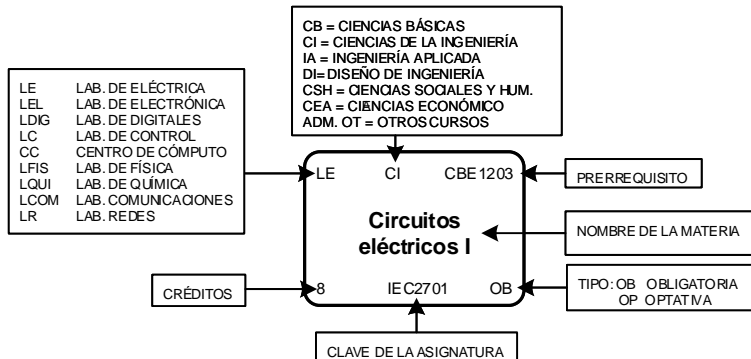 CB = CIENCIAS BÁSICAS
CI = CIENCIAS DE LA INGENIERÍA
IA = INGENIERÍA APLICADA
DI= DISEÑO DE INGENIERÍA
CSH = CIENCIAS SOCIALES Y HUM.
CEA = CIENCIAS ECONÓMICO
ADM. OT = OTROS CURSOS
LE LAB. DE ELÉCTRICA
LEL LAB. DE ELECTRÓNICA
LDIG LAB. DE DIGITALES
LC LAB. DE CONTROL
CC CENTRO DE CÓMPUTO
LFIS LAB. DE FÍSICA
LQUI LAB. DE QUÍMICA
LCOM LAB. COMUNICACIONES
LR LAB. REDES
LE CI CBE1203
PRERREQUISITO
Circuitos
eléctricos I
NOMBRE DE LA MATERIA
8 IEC2701 OB
CRÉDITOS
TIPO: OB OBLIGATORIA
OP OPTATIVA
CLAVE DE LA ASIGNATURA